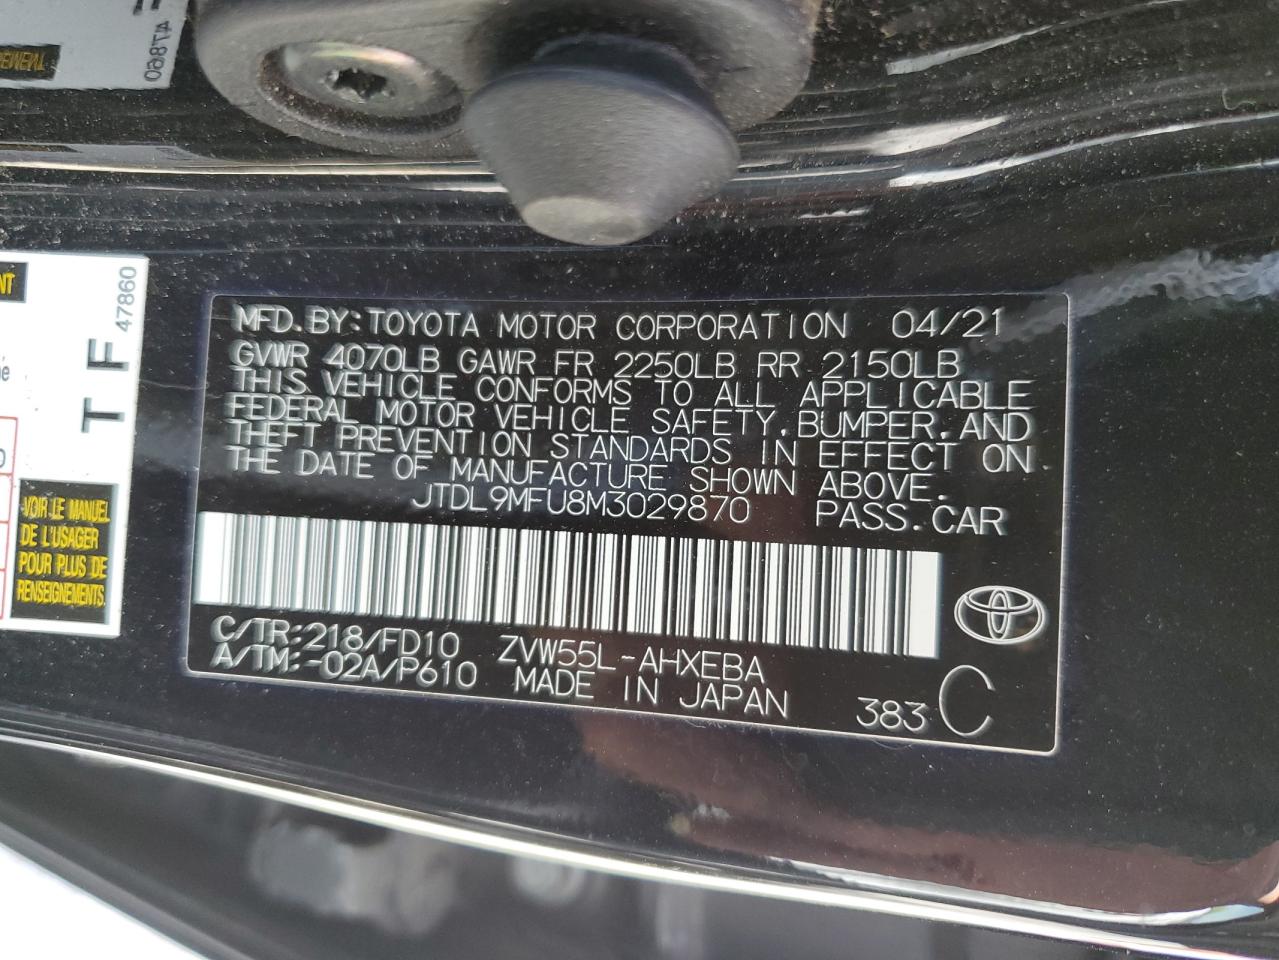 47860
NT
47860
T F
VOIR LE MANUEL
DE L'USAGER
POUR PLUS DE
RENSEIGNEMENTS.
MFD.BY:TOYOTA MOTOR CORPORATION 04/21
GVWR 4070LB GAWR FR 2250LB RR 2150LB
THIS VEHICLE CONFORMS TO ALL APPLICABLE
FEDERAL MOTOR VEHICLE SAFETY,BUMPER,AND
THEFT PREVENTION STANDARDS IN EFFECT ON
THE DATE OF MANUFACTURE SHOWN ABOVE.
JTDL9MFU8M3029870 PASS.CAR
C/TR:218/FD10 ZVW55L-AHXEBA
A/TM:-02A/P610 MADE IN JAPAN
383 C